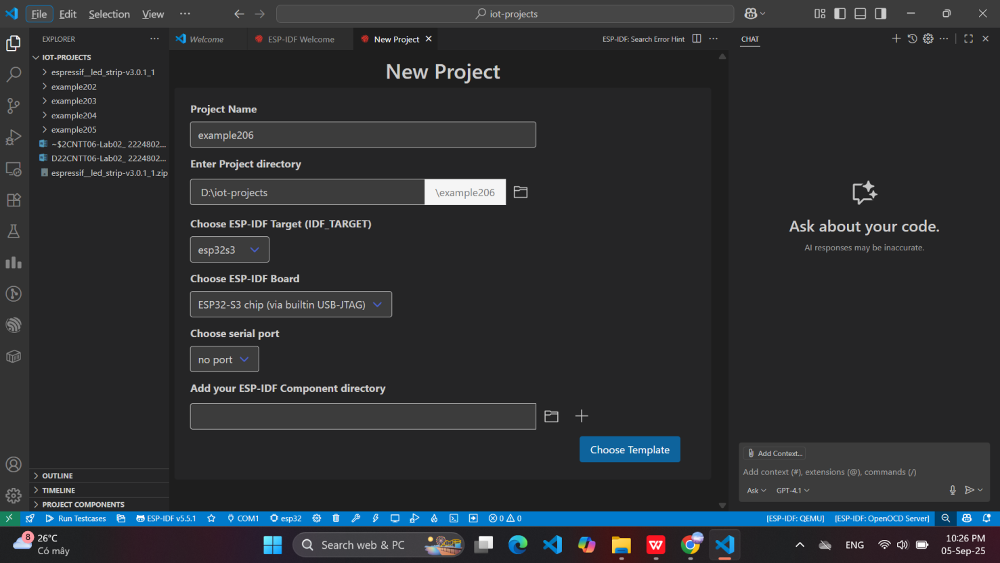 File Edit Selection View ···
iot-projects
EXPLORER
Welcome
ESP-IDF Welcome
New Project
ESP-IDF: Search Error Hint
CHAT
IOT-PROJECTS
espressif__led_strip-v3.0.1_1
example202
example203
example204
example205
~$2CNTT06-Lab02_ 2224802...
D22CNTT06-Lab02_ 2224802...
espressif__led_strip-v3.0.1_1.zip
OUTLINE
TIMELINE
PROJECT COMPONENTS
New Project
Project Name
example206
Enter Project directory
D:\iot-projects
\example206
Choose ESP-IDF Target (IDF_TARGET)
esp32s3
Choose ESP-IDF Board
ESP32-S3 chip (via builtin USB-JTAG)
Choose serial port
no port
Add your ESP-IDF Component directory
Choose Template
Ask about your code.
AI responses may be inaccurate.
Add Context...
Add context (#), extensions (@), commands (/)
Ask
GPT-4.1
Run Testcases
ESP-IDF v5.5.1
COM1
esp32
0
0
[ESP-IDF: QEMU]
[ESP-IDF: OpenOCD Server]
8
26°C
Có mây
Search web & PC
ENG
10:26 PM
05-Sep-25